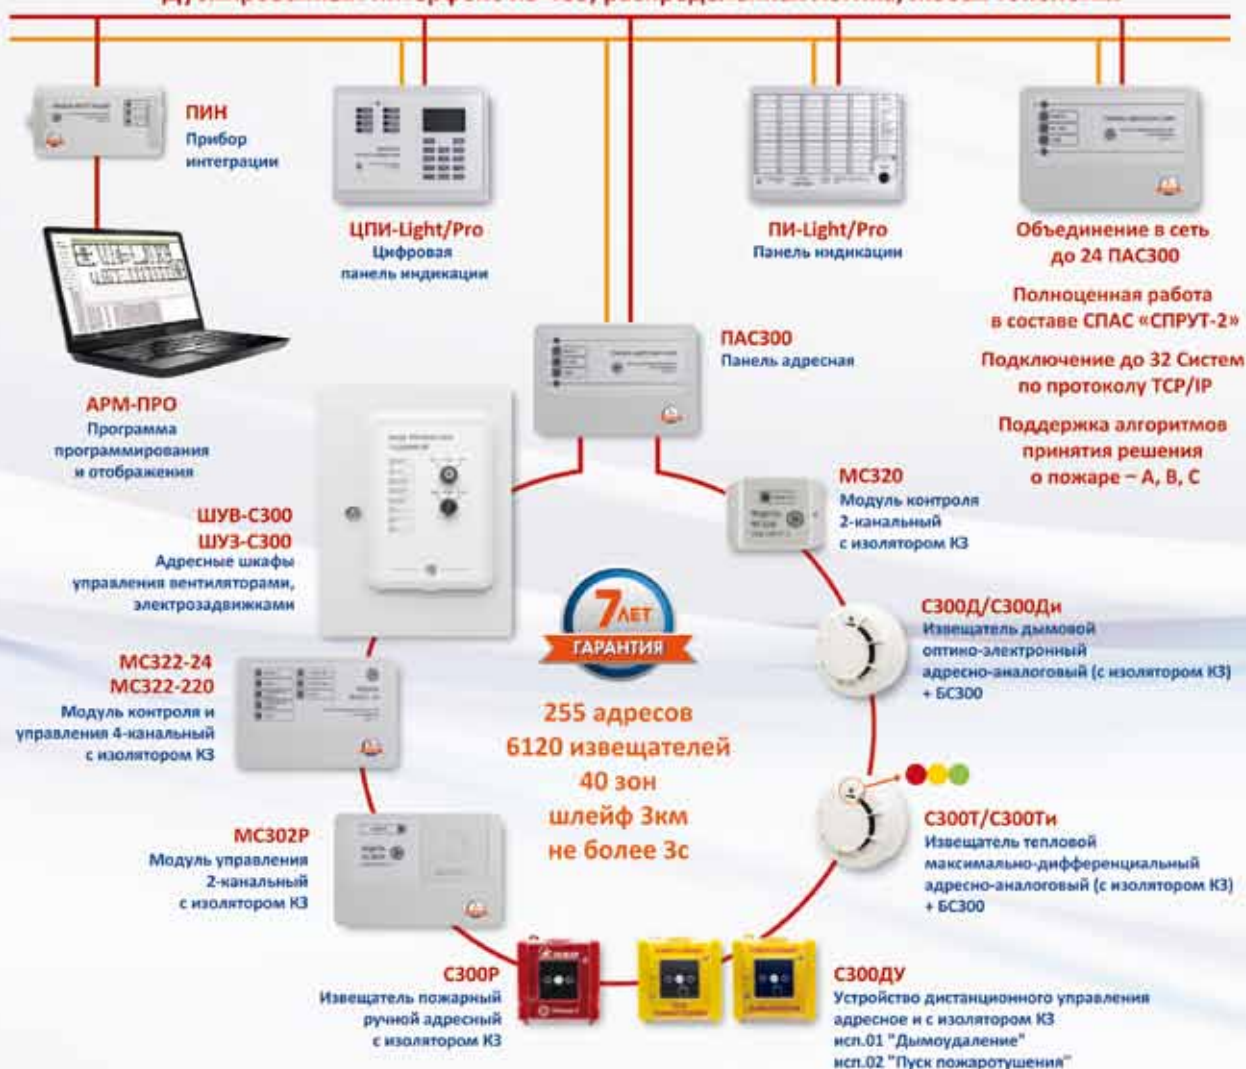 ПИН
Прибор
интеграции
ЦПИ-Light/Pro
Цифровая
панель индикации
ПИ-Light/Pro
Панель индикации
Объединение в сеть
до 24 ПАС300
Полноценная работа
в составе СПАС «СПРУТ-2»
Подключение до 32 Систем
по протоколу TCP/IP
Поддержка алгоритмов
принятия решения
о пожаре – А, В, С
АРМ-ПРО
Программа
программирования
и отображения
ПАС300
Панель адресная
ШУВ-С300
ШУЗ-С300
Адресные шкафы
управления вентиляторами,
электрозадвижками
МС320
Модуль контроля
2-канальный
с изолятором КЗ
7 ЛЕТ
ГАРАНТИЯ
С300Д/С300Ди
Извещатель дымовой
оптико-электронный
адресно-аналоговый (с изолятором КЗ)
+ БС300
МС322-24
МС322-220
Модуль контроля и
управления 4-канальный
с изолятором КЗ
255 адресов
6120 извещателей
40 зон
шлейф 3км
не более 3с
С300Т/С300Ти
Извещатель тепловой
максимально-дифференциальный
адресно-аналоговый (с изолятором КЗ)
+ БС300
МС302Р
Модуль управления
2-канальный
с изолятором КЗ
С300Р
Извещатель пожарный
ручной адресный
с изолятором КЗ
С300ДУ
Устройство дистанционного управления
адресное и с изолятором КЗ
исп.01 "Дымоудаление"
исп.02 "Пуск пожаротушения"